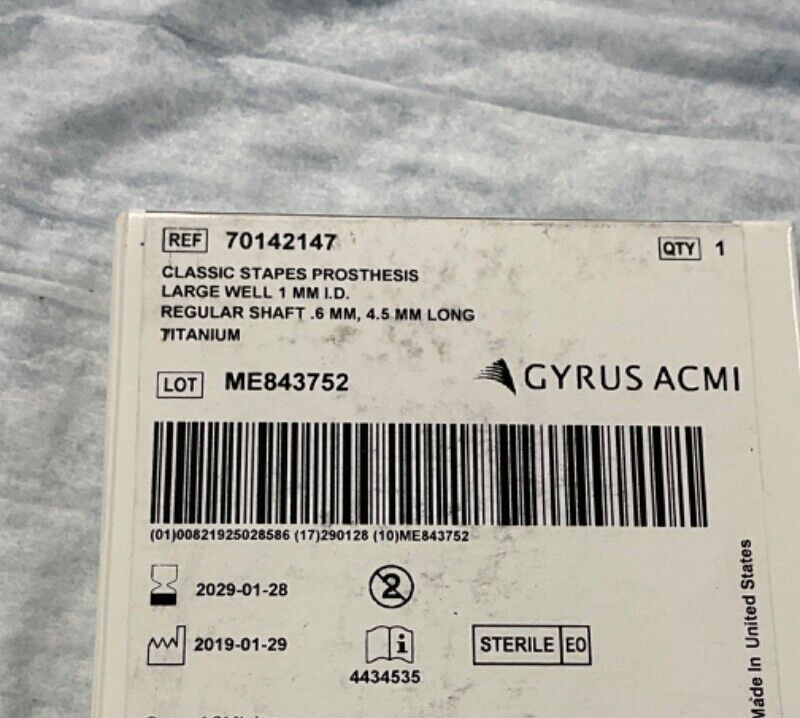 REF 70142147
QTY 1
CLASSIC STAPES PROSTHESIS
LARGE WELL 1 MM I.D.
REGULAR SHAFT .6 MM, 4.5 MM LONG
TITANIUM
LOT ME843752
GYRUS ACMI
(01)00821925028586 (17)290128 (10)ME843752
2029-01-28
2
2019-01-29
i
4434535
STERILE EO
Made In United States